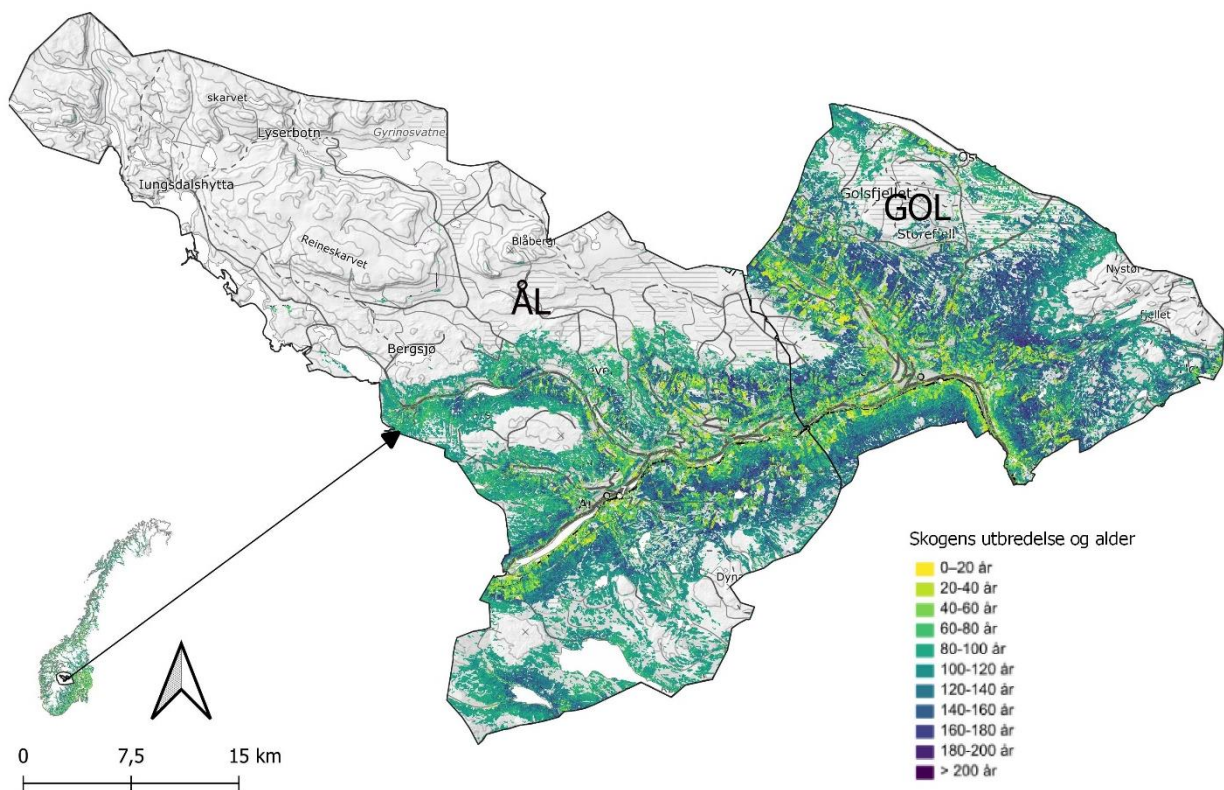 skarvet
Lyserbotn
Gyrinosvatne
Iungsdalshytta
Golsfjellet
GOL
Storefjell
Reineskarvet
Blåberg
Nystøl
fjellet
ÅL
Bergsjø
Ål
Dyna
Skogens utbredelse og alder
0–20 år
20-40 år
40-60 år
60-80 år
80-100 år
100-120 år
120-140 år
140-160 år
160-180 år
180-200 år
> 200 år
0 7,5 15 km